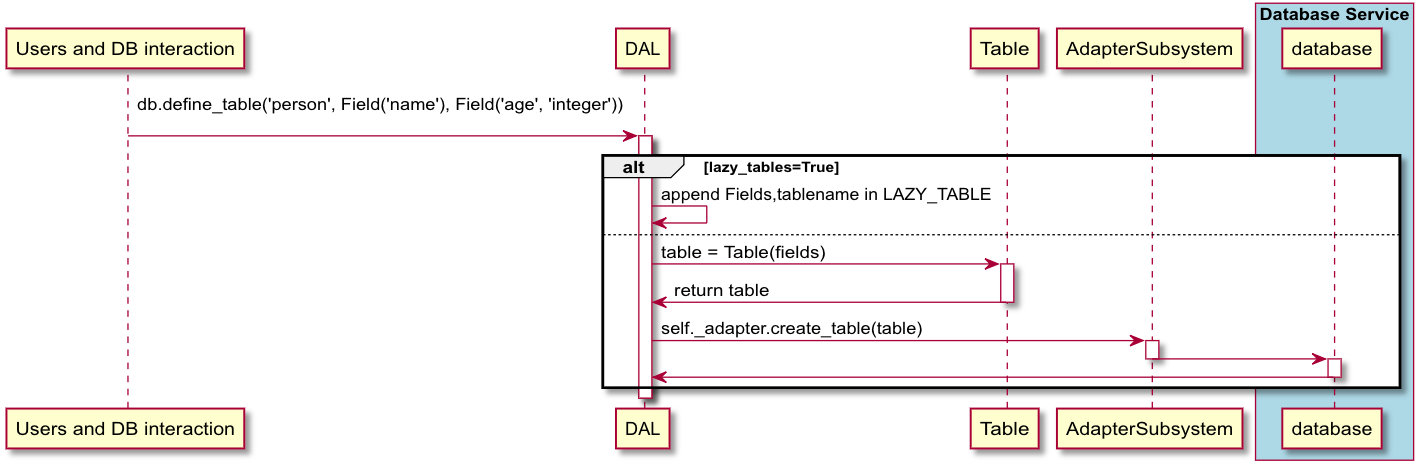 Database Service
Users and DB interaction
DAL
Table
AdapterSubsystem
database
db.define_table('person', Field('name'), Field('age', 'integer'))
alt
[lazy_tables=True]
append Fields,tablename in LAZY_TABLE
table = Table(fields)
return table
self._adapter.create_table(table)
Users and DB interaction
DAL
Table
AdapterSubsystem
database